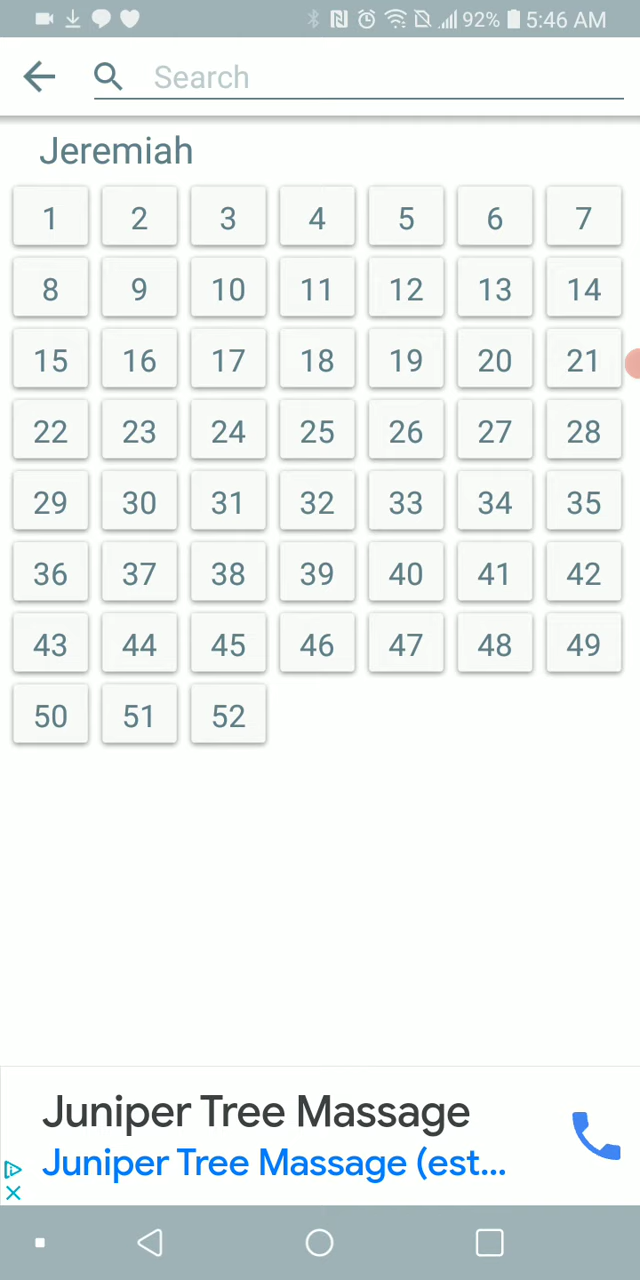 92% 5:46 AM
Search
Jeremiah
1 2 3 4 5 6 7
8 9 10 11 12 13 14
15 16 17 18 19 20 21
22 23 24 25 26 27 28
29 30 31 32 33 34 35
36 37 38 39 40 41 42
43 44 45 46 47 48 49
50 51 52
Juniper Tree Massage
Juniper Tree Massage (est...